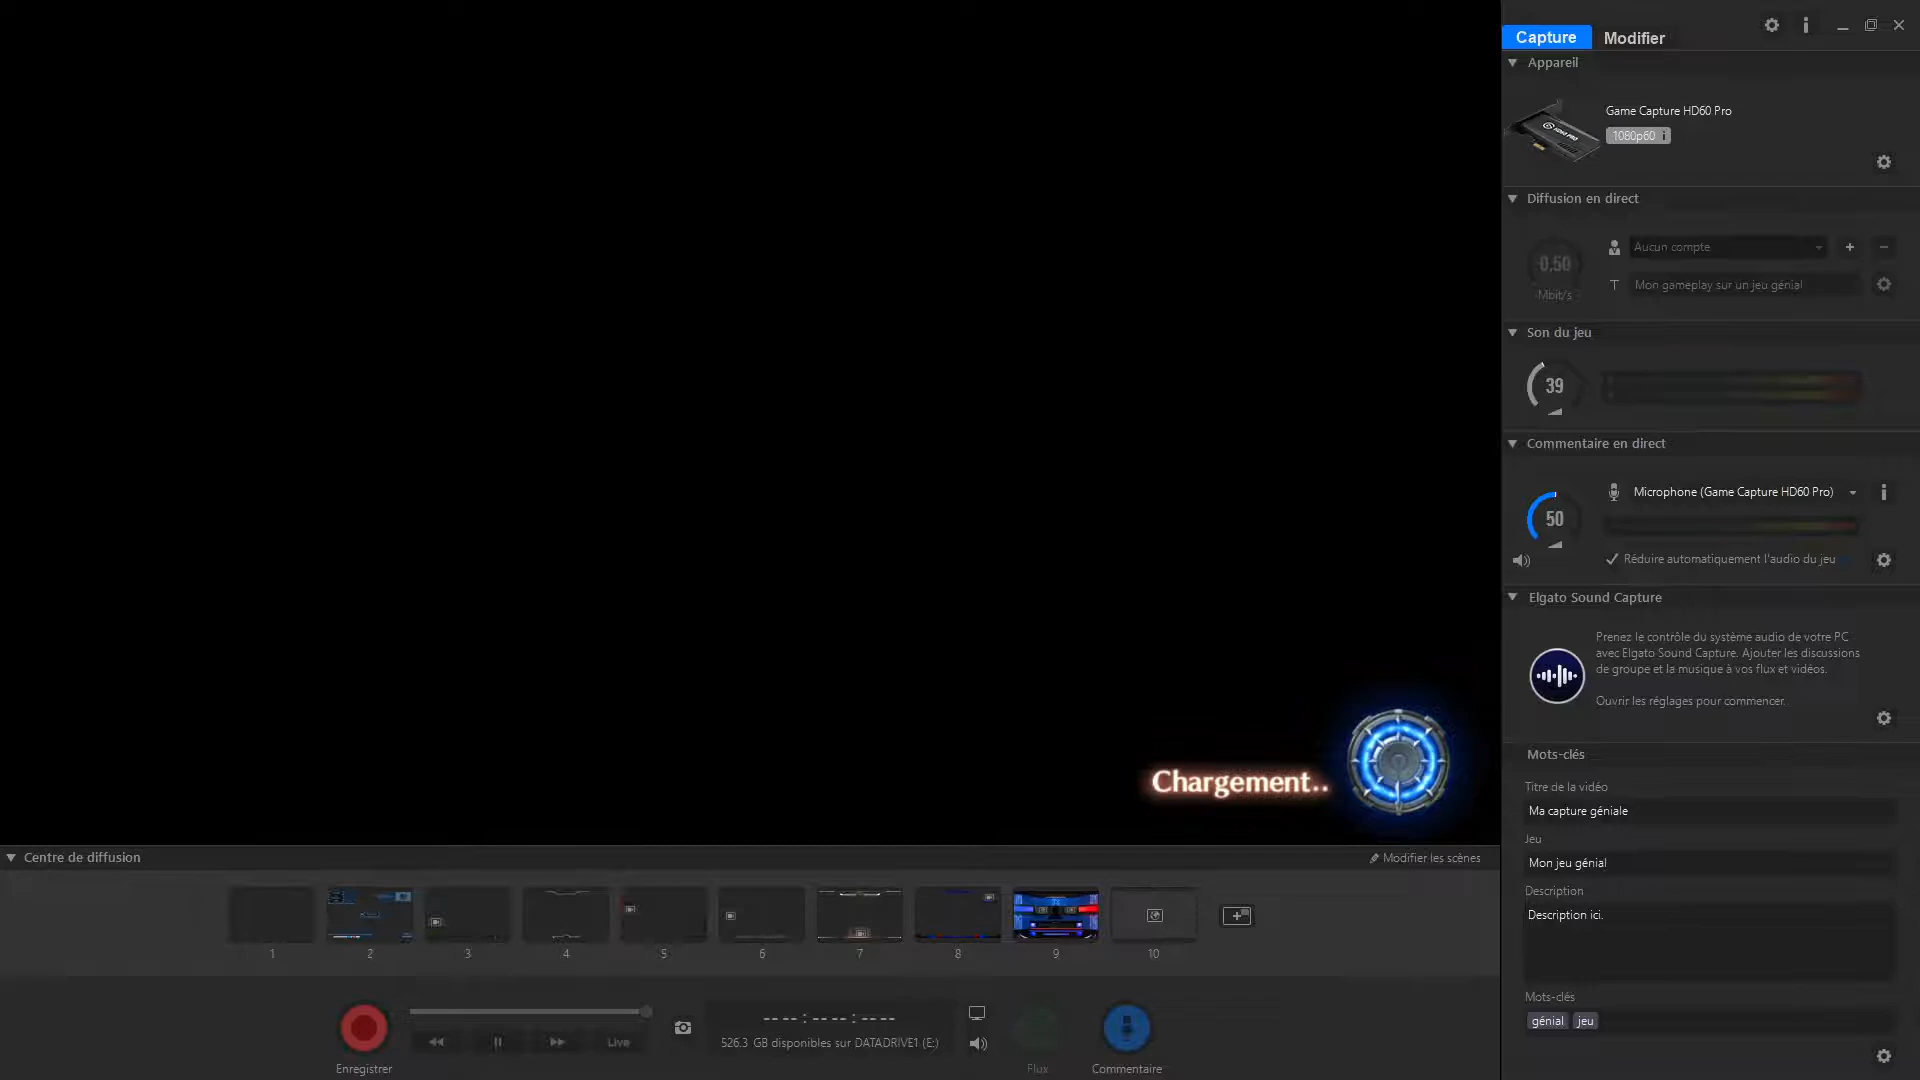 Capture
Modifier
Appareil
Game Capture HD60 Pro
1080p60
Diffusion en direct
0.50
Mbit/s
Aucun compte
T
Mon gameplay sur un jeu génial
Son du jeu
39
Commentaire en direct
50
Microphone (Game Capture HD60 Pro)
Réduire automatiquement l'audio du jeu
Elgato Sound Capture
Prenez le contrôle du système audio de votre PC
avec Elgato Sound Capture. Ajouter les discussions
de groupe et la musique à vos flux et vidéos.
Ouvrir les réglages pour commencer.
Mots-clés
Titre de la vidéo
Ma capture géniale
Jeu
Mon jeu génial
Description
Description ici.
Mots-clés
génial jeu
Chargement..
Centre de diffusion
Modifier les scènes
1 2 3 4 5 6 7 8 9 10
Enregistrer
Live
-- -- : -- -- : -- --
526.3 GB disponibles sur DATADRIVE1 (E:)
Flux
Commentaire